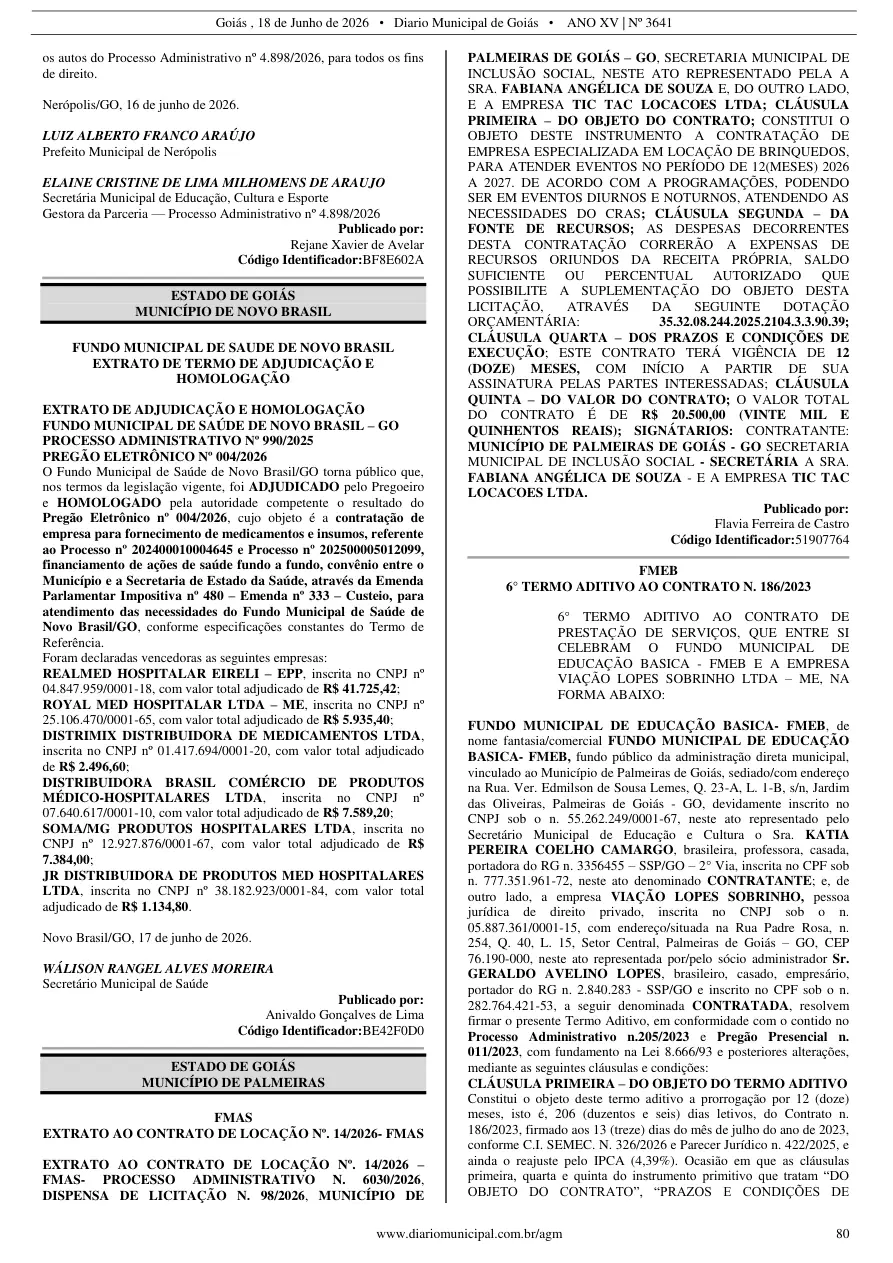 Goiás , 18 de Junho de 2026 • Diario Municipal de Goiás • ANO XV | Nº 3641
os autos do Processo Administrativo nº 4.898/2026, para todos os fins
de direito.
Nerópolis/GO, 16 de junho de 2026.
LUIZ ALBERTO FRANCO ARAÚJO
Prefeito Municipal de Nerópolis
ELAINE CRISTINE DE LIMA MILHOMENS DE ARAUJO
Secretária Municipal de Educação, Cultura e Esporte
Gestora da Parceria — Processo Administrativo nº 4.898/2026
Publicado por:
Rejane Xavier de Avelar
Código Identificador:BF8E602A
ESTADO DE GOIÁS
MUNICÍPIO DE NOVO BRASIL
FUNDO MUNICIPAL DE SAUDE DE NOVO BRASIL
EXTRATO DE TERMO DE ADJUDICAÇÃO E
HOMOLOGAÇÃO
EXTRATO DE ADJUDICAÇÃO E HOMOLOGAÇÃO
FUNDO MUNICIPAL DE SAÚDE DE NOVO BRASIL – GO
PROCESSO ADMINISTRATIVO Nº 990/2025
PREGÃO ELETRÔNICO Nº 004/2026
O Fundo Municipal de Saúde de Novo Brasil/GO torna público que,
nos termos da legislação vigente, foi ADJUDICADO pelo Pregoeiro
e HOMOLOGADO pela autoridade competente o resultado do
Pregão Eletrônico nº 004/2026, cujo objeto é a contratação de
empresa para fornecimento de medicamentos e insumos, referente
ao Processo nº 202400010004645 e Processo nº 202500005012099,
financiamento de ações de saúde fundo a fundo, convênio entre o
Município e a Secretaria de Estado da Saúde, através da Emenda
Parlamentar Impositiva nº 480 – Emenda nº 333 – Custeio, para
atendimento das necessidades do Fundo Municipal de Saúde de
Novo Brasil/GO, conforme especificações constantes do Termo de
Referência.
Foram declaradas vencedoras as seguintes empresas:
REALMED HOSPITALAR EIRELI – EPP, inscrita no CNPJ nº
04.847.959/0001-18, com valor total adjudicado de R$ 41.725,42;
ROYAL MED HOSPITALAR LTDA – ME, inscrita no CNPJ nº
25.106.470/0001-65, com valor total adjudicado de R$ 5.935,40;
DISTRIMIX DISTRIBUIDORA DE MEDICAMENTOS LTDA,
inscrita no CNPJ nº 01.417.694/0001-20, com valor total adjudicado
de R$ 2.496,60;
DISTRIBUIDORA BRASIL COMÉRCIO DE PRODUTOS
MÉDICO-HOSPITALARES LTDA, inscrita no CNPJ nº
07.640.617/0001-10, com valor total adjudicado de R$ 7.589,20;
SOMA/MG PRODUTOS HOSPITALARES LTDA, inscrita no
CNPJ nº 12.927.876/0001-67, com valor total adjudicado de R$
7.384,00;
JR DISTRIBUIDORA DE PRODUTOS MED HOSPITALARES
LTDA, inscrita no CNPJ nº 38.182.923/0001-84, com valor total
adjudicado de R$ 1.134,80.
Novo Brasil/GO, 17 de junho de 2026.
WÁLISON RANGEL ALVES MOREIRA
Secretário Municipal de Saúde
Publicado por:
Anivaldo Gonçalves de Lima
Código Identificador:BE42F0D0
ESTADO DE GOIÁS
MUNICÍPIO DE PALMEIRAS
FMAS
EXTRATO AO CONTRATO DE LOCAÇÃO Nº. 14/2026- FMAS
EXTRATO AO CONTRATO DE LOCAÇÃO Nº. 14/2026 –
FMAS- PROCESSO ADMINISTRATIVO N. 6030/2026,
DISPENSA DE LICITAÇÃO N. 98/2026, MUNICÍPIO DE
PALMEIRAS DE GOIÁS – GO, SECRETARIA MUNICIPAL DE
INCLUSÃO SOCIAL, NESTE ATO REPRESENTADO PELA A
SRA. FABIANA ANGÉLICA DE SOUZA E, DO OUTRO LADO,
E A EMPRESA TIC TAC LOCACOES LTDA; CLÁUSULA
PRIMEIRA – DO OBJETO DO CONTRATO; CONSTITUI O
OBJETO DESTE INSTRUMENTO A CONTRATAÇÃO DE
EMPRESA ESPECIALIZADA EM LOCAÇÃO DE BRINQUEDOS,
PARA ATENDER EVENTOS NO PERÍODO DE 12(MESES) 2026
A 2027. DE ACORDO COM A PROGRAMAÇÕES, PODENDO
SER EM EVENTOS DIURNOS E NOTURNOS, ATENDENDO AS
NECESSIDADES DO CRAS; CLÁUSULA SEGUNDA – DA
FONTE DE RECURSOS; AS DESPESAS DECORRENTES
DESTA CONTRATAÇÃO CORRERÃO A EXPENSAS DE
RECURSOS ORIUNDOS DA RECEITA PRÓPRIA, SALDO
SUFICIENTE OU PERCENTUAL AUTORIZADO QUE
POSSIBILITE A SUPLEMENTAÇÃO DO OBJETO DESTA
LICITAÇÃO, ATRAVÉS DA SEGUINTE DOTAÇÃO
ORÇAMENTÁRIA: 35.32.08.244.2025.2104.3.3.90.39;
CLÁUSULA QUARTA – DOS PRAZOS E CONDIÇÕES DE
EXECUÇÃO; ESTE CONTRATO TERÁ VIGÊNCIA DE 12
(DOZE) MESES, COM INÍCIO A PARTIR DE SUA
ASSINATURA PELAS PARTES INTERESSADAS; CLÁUSULA
QUINTA – DO VALOR DO CONTRATO; O VALOR TOTAL
DO CONTRATO É DE R$ 20.500,00 (VINTE MIL E
QUINHENTOS REAIS); SIGNÁTARIOS: CONTRATANTE:
MUNICÍPIO DE PALMEIRAS DE GOIÁS - GO SECRETARIA
MUNICIPAL DE INCLUSÃO SOCIAL - SECRETÁRIA A SRA.
FABIANA ANGÉLICA DE SOUZA - E A EMPRESA TIC TAC
LOCACOES LTDA.
Publicado por:
Flavia Ferreira de Castro
Código Identificador:51907764
FMEB
6° TERMO ADITIVO AO CONTRATO N. 186/2023
6° TERMO ADITIVO AO CONTRATO DE
PRESTAÇÃO DE SERVIÇOS, QUE ENTRE SI
CELEBRAM O FUNDO MUNICIPAL DE
EDUCAÇÃO BASICA - FMEB E A EMPRESA
VIAÇÃO LOPES SOBRINHO LTDA – ME, NA
FORMA ABAIXO:
FUNDO MUNICIPAL DE EDUCAÇÃO BASICA- FMEB, de
nome fantasia/comercial FUNDO MUNICIPAL DE EDUCAÇÃO
BASICA- FMEB, fundo público da administração direta municipal,
vinculado ao Município de Palmeiras de Goiás, sediado/com endereço
na Rua. Ver. Edmilson de Sousa Lemes, Q. 23-A, L. 1-B, s/n, Jardim
das Oliveiras, Palmeiras de Goiás - GO, devidamente inscrito no
CNPJ sob o n. 55.262.249/0001-67, neste ato representado pelo
Secretário Municipal de Educação e Cultura o Sra. KATIA
PEREIRA COELHO CAMARGO, brasileira, professora, casada,
portadora do RG n. 3356455 – SSP/GO – 2° Via, inscrita no CPF sob
n. 777.351.961-72, neste ato denominado CONTRATANTE; e, de
outro lado, a empresa VIAÇÃO LOPES SOBRINHO, pessoa
jurídica de direito privado, inscrita no CNPJ sob o n.
05.887.361/0001-15, com endereço/situada na Rua Padre Rosa, n.
254, Q. 40, L. 15, Setor Central, Palmeiras de Goiás – GO, CEP
76.190-000, neste ato representada por/pelo sócio administrador Sr.
GERALDO AVELINO LOPES, brasileiro, casado, empresário,
portador do RG n. 2.840.283 - SSP/GO e inscrito no CPF sob o n.
282.764.421-53, a seguir denominada CONTRATADA, resolvem
firmar o presente Termo Aditivo, em conformidade com o contido no
Processo Administrativo n.205/2023 e Pregão Presencial n.
011/2023, com fundamento na Lei 8.666/93 e posteriores alterações,
mediante as seguintes cláusulas e condições:
CLÁUSULA PRIMEIRA – DO OBJETO DO TERMO ADITIVO
Constitui o objeto deste termo aditivo a prorrogação por 12 (doze)
meses, isto é, 206 (duzentos e seis) dias letivos, do Contrato n.
186/2023, firmado aos 13 (treze) dias do mês de julho do ano de 2023,
conforme C.I. SEMEC. N. 326/2026 e Parecer Jurídico n. 422/2025, e
ainda o reajuste pelo IPCA (4,39%). Ocasião em que as cláusulas
primeira, quarta e quinta do instrumento primitivo que tratam “DO
OBJETO DO CONTRATO”, “PRAZOS E CONDIÇÕES DE
www.diariomunicipal.com.br/agm 80